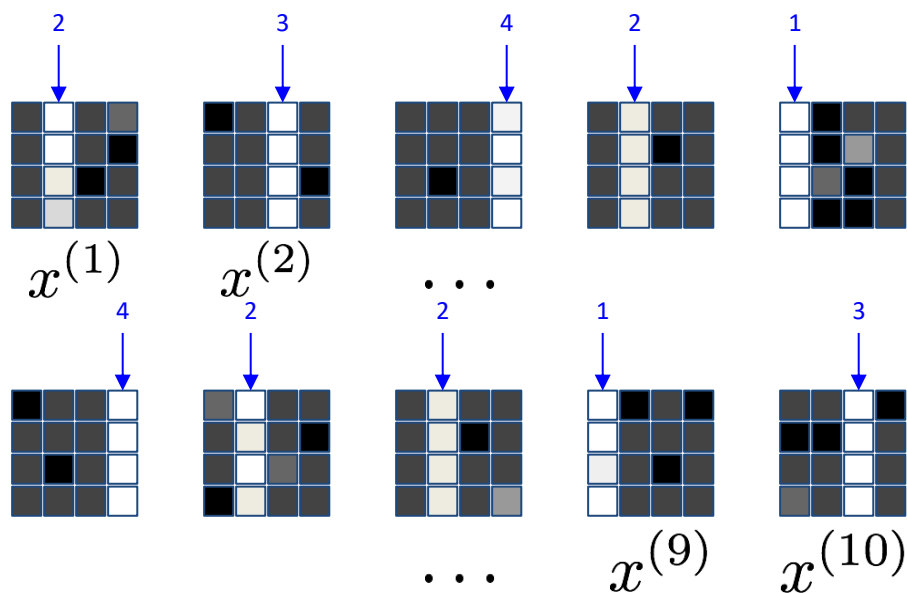 2 3 4 2 1
x^{(1)} x^{(2)} ...
4 2 2 1 3
... x^{(9)} x^{(10)}